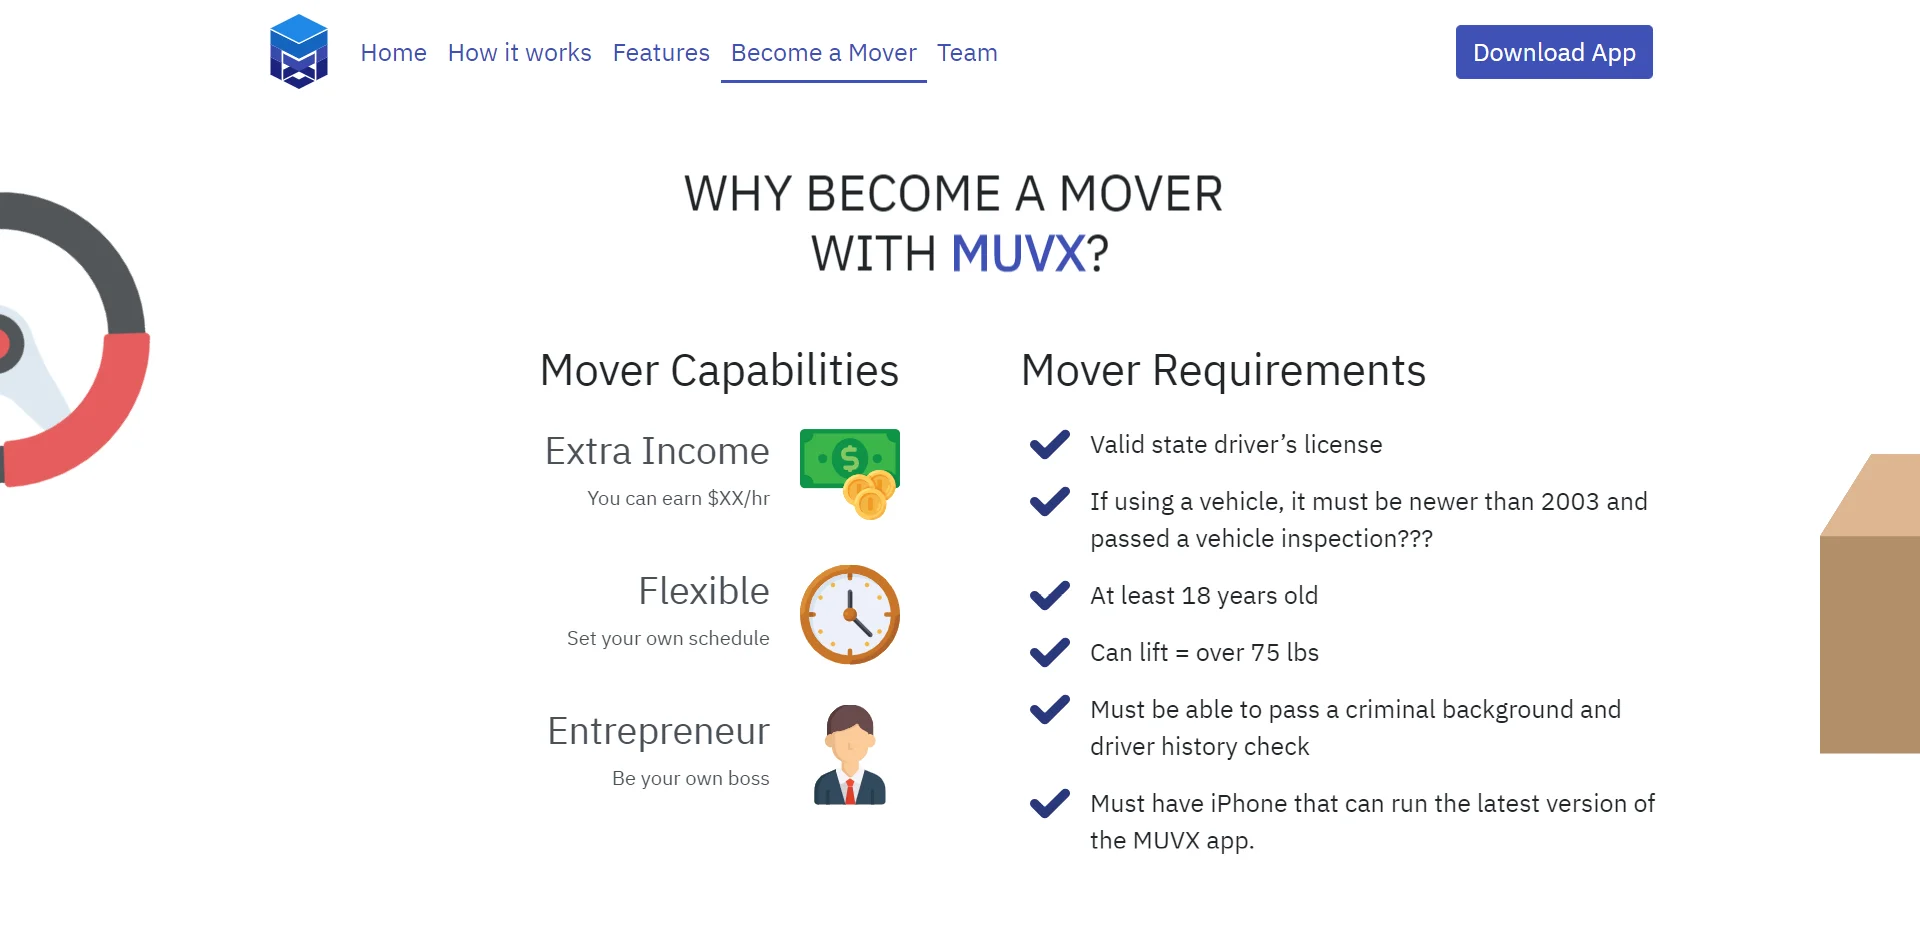 Home How it works Features Become a Mover Team Download App
WHY BECOME A MOVER
WITH MUVX?
Mover Capabilities
Extra Income
You can earn $XX/hr
Flexible
Set your own schedule
Entrepreneur
Be your own boss
Mover Requirements
Valid state driver’s license
If using a vehicle, it must be newer than 2003 and
passed a vehicle inspection???
At least 18 years old
Can lift = over 75 lbs
Must be able to pass a criminal background and
driver history check
Must have iPhone that can run the latest version of
the MUVX app.